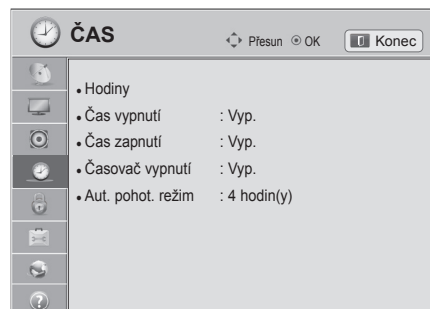 ČAS Přesun OK Konec
• Hodiny
• Čas vypnutí : Vyp.
• Čas zapnutí : Vyp.
• Časovač vypnutí : Vyp.
• Aut. pohot. režim : 4 hodin(y)